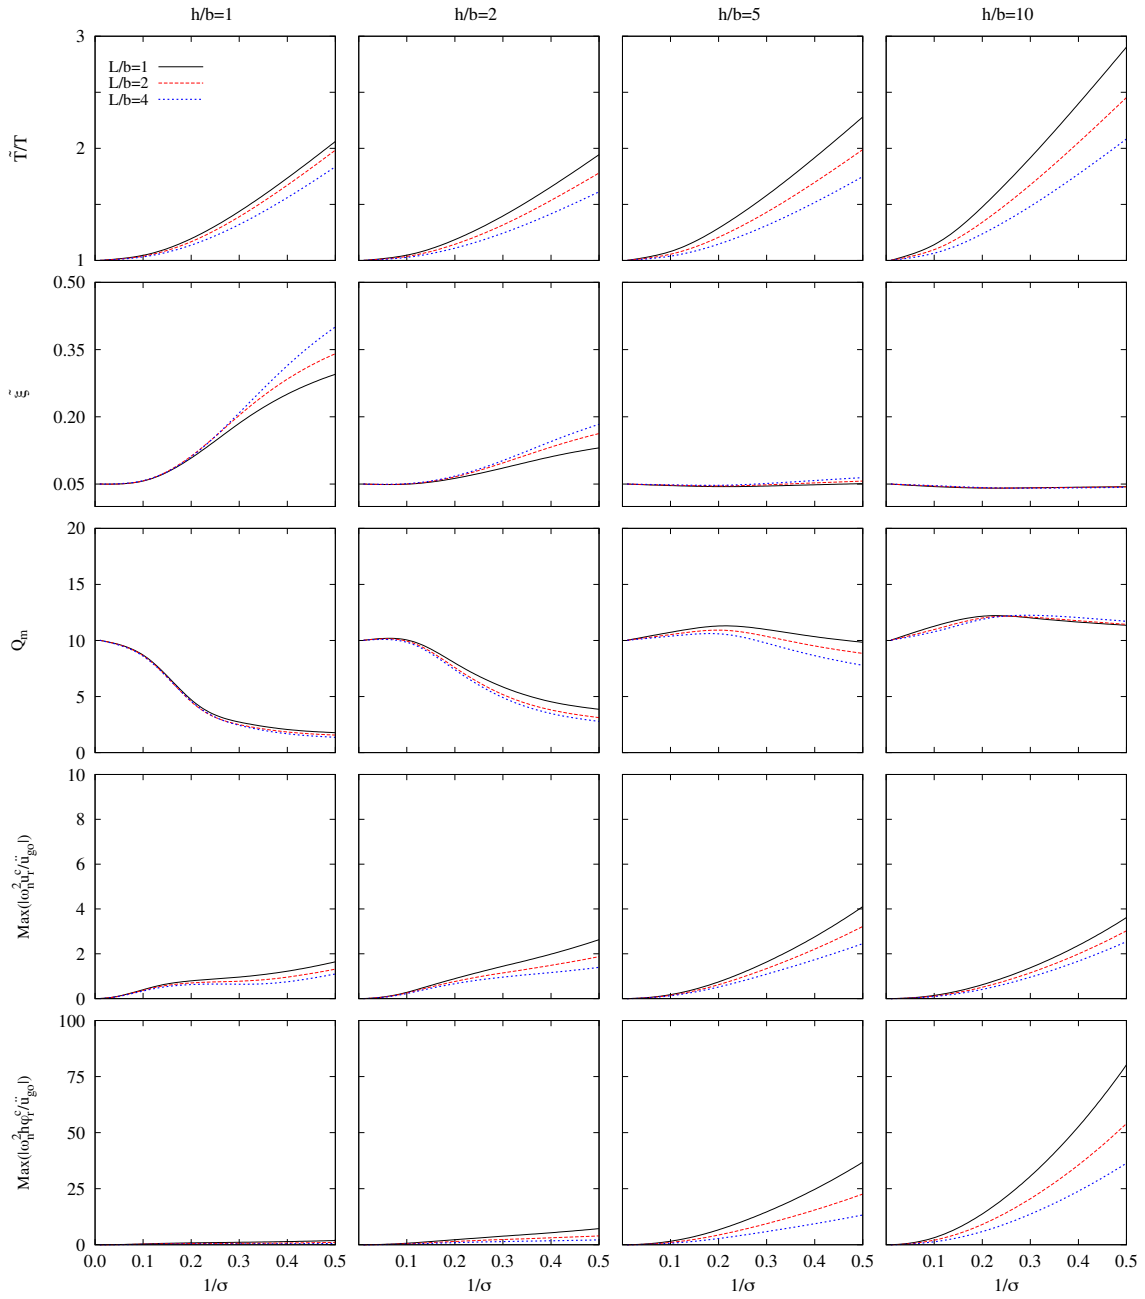 h/b=1 h/b=2 h/b=5 h/b=10
L/b=1
L/b=2
L/b=4
T̃/T
3
2
1
ξ̃
0.50
0.35
0.20
0.05
Q_m
20
15
10
5
0
Max(|ω_n^2 u_r^c/ü_go|)
10
8
6
4
2
0
Max(|ω_n^2 hφ_r^c/ü_go|)
100
75
50
25
0
0.0 0.1 0.2 0.3 0.4 0.5 0.1 0.2 0.3 0.4 0.5 0.1 0.2 0.3 0.4 0.5 0.1 0.2 0.3 0.4 0.5
1/σ 1/σ 1/σ 1/σ